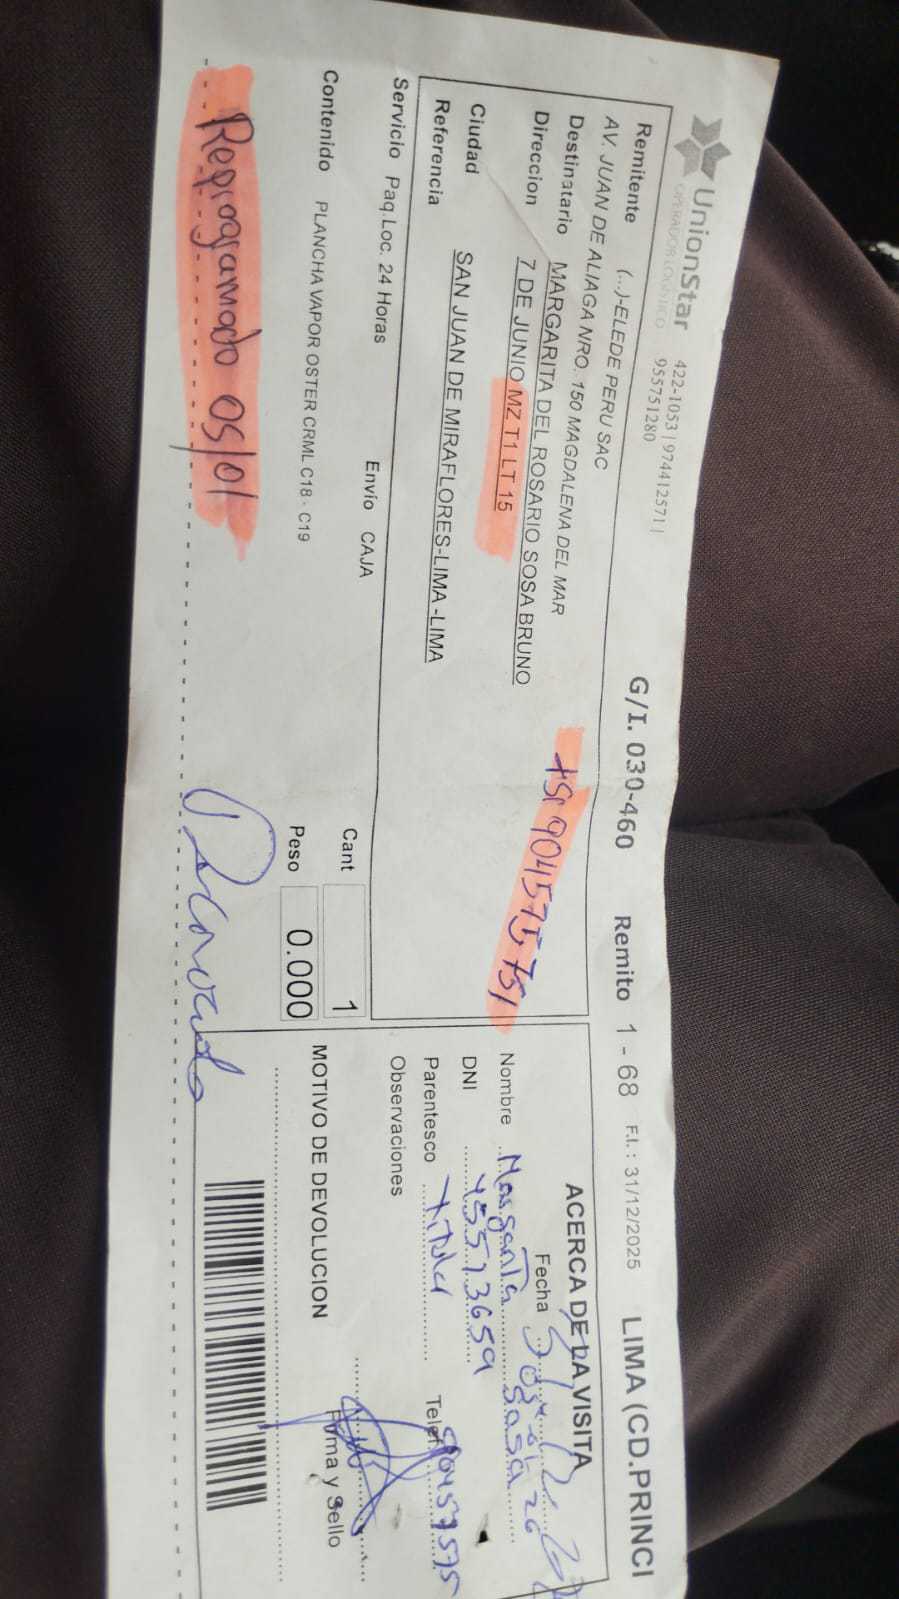 UnionStar
OPERADOR LOGISTICO
422-1053 | 974412571 |
955751280
G/I. 030-460 Remito 1 - 68 F.I. : 31/12/2025 LIMA (CD.PRINCI
Remitente (...)-ELEDE PERU SAC
AV. JUAN DE ALIAGA NRO. 150 MAGDALENA DEL MAR
Destinatario MARGARITA DEL ROSARIO SOSA BRUNO
Direccion 7 DE JUNIO MZ T1 LT 15
Ciudad SAN JUAN DE MIRAFLORES-LIMA -LIMA
Referencia
904575751
Servicio Paq.Loc. 24 Horas Envío CAJA
Contenido PLANCHA VAPOR OSTER CRML C18 - C19
Cant 1
Peso 0.000
Reprogramado 05/01
ACERCA DE LA VISITA
Fecha
Nombre Margarita Sosa
DNI 45573659
Parentesco Titular Telef. 90457575
Observaciones
MOTIVO DE DEVOLUCION
Firma y Sello